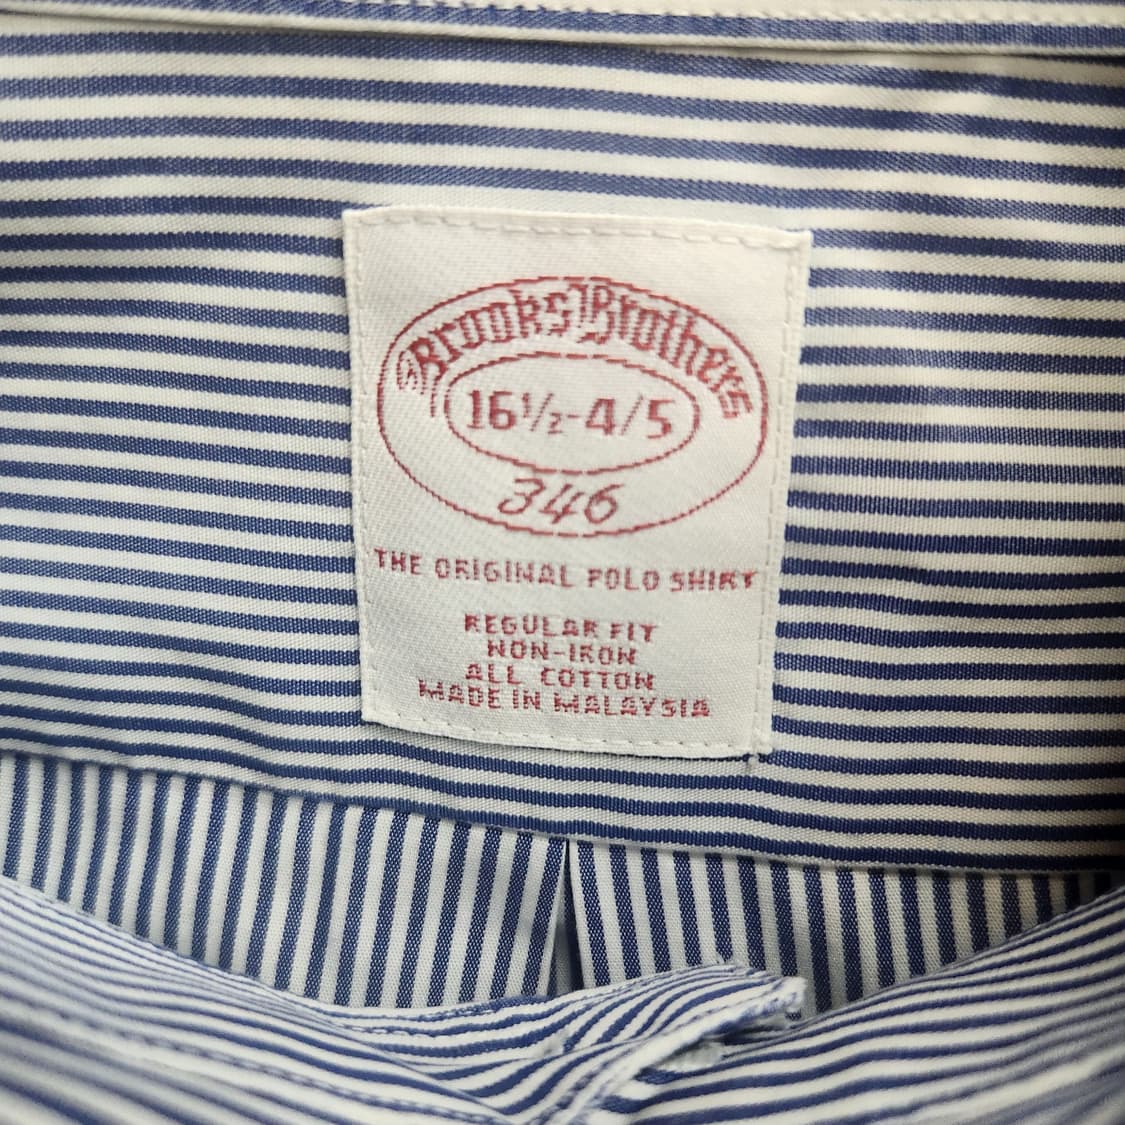 ® Brooks Brothers
16½-4/5
346
THE ORIGINAL POLO SHIRT
REGULAR FIT
NON-IRON
ALL COTTON
MADE IN MALAYSIA